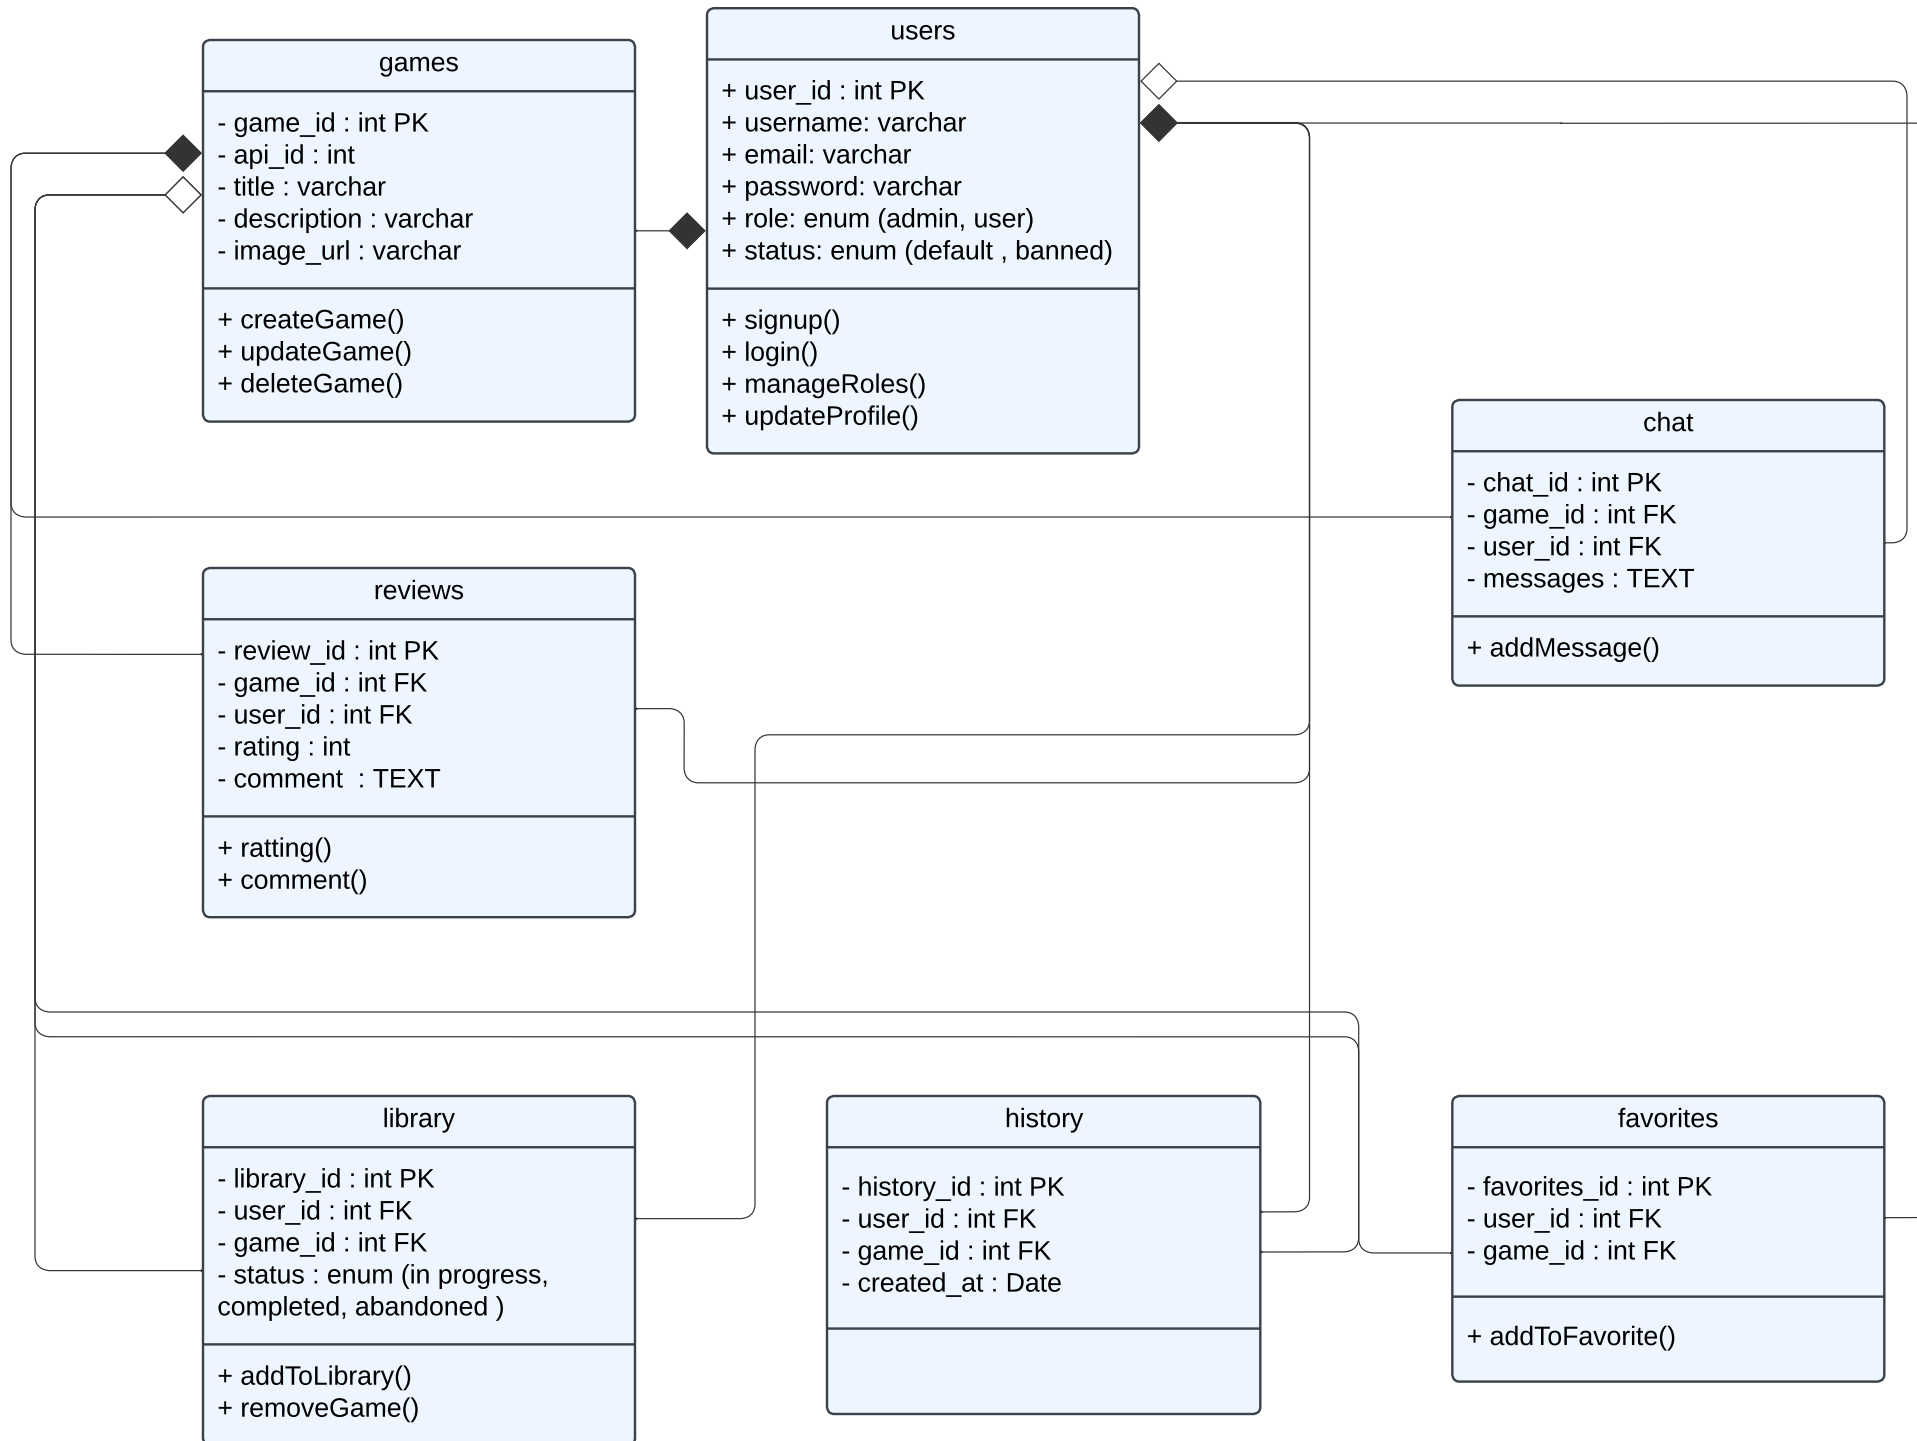 games
- game_id : int PK
- api_id : int
- title : varchar
- description : varchar
- image_url : varchar
+ createGame()
+ updateGame()
+ deleteGame()
users
+ user_id : int PK
+ username: varchar
+ email: varchar
+ password: varchar
+ role: enum (admin, user)
+ status: enum (default , banned)
+ signup()
+ login()
+ manageRoles()
+ updateProfile()
chat
- chat_id : int PK
- game_id : int FK
- user_id : int FK
- messages : TEXT
+ addMessage()
reviews
- review_id : int PK
- game_id : int FK
- user_id : int FK
- rating : int
- comment  : TEXT
+ ratting()
+ comment()
library
- library_id : int PK
- user_id : int FK
- game_id : int FK
- status : enum (in progress,
completed, abandoned )
+ addToLibrary()
+ removeGame()
history
- history_id : int PK
- user_id : int FK
- game_id : int FK
- created_at : Date
favorites
- favorites_id : int PK
- user_id : int FK
- game_id : int FK
+ addToFavorite()